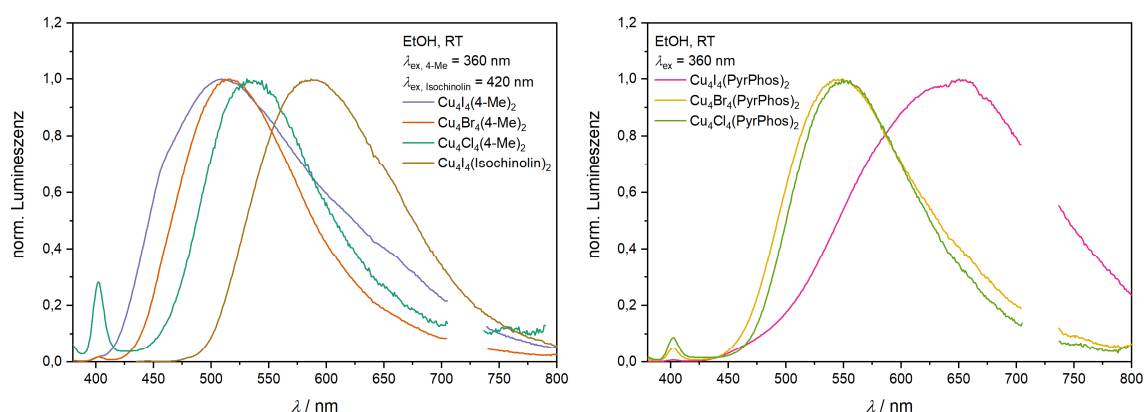 1,2
1,0
0,8
0,6
0,4
0,2
0,0
norm. Lumineszenz
EtOH, RT
λex, 4-Me = 360 nm
λex, Isochinolin = 420 nm
Cu4I4(4-Me)2
Cu4Br4(4-Me)2
Cu4Cl4(4-Me)2
Cu4I4(Isochinolin)2
400 450 500 550 600 650 700 750 800
λ / nm
1,2
1,0
0,8
0,6
0,4
0,2
0,0
norm. Lumineszenz
EtOH, RT
λex = 360 nm
Cu4I4(PyrPhos)2
Cu4Br4(PyrPhos)2
Cu4Cl4(PyrPhos)2
400 450 500 550 600 650 700 750 800
λ / nm